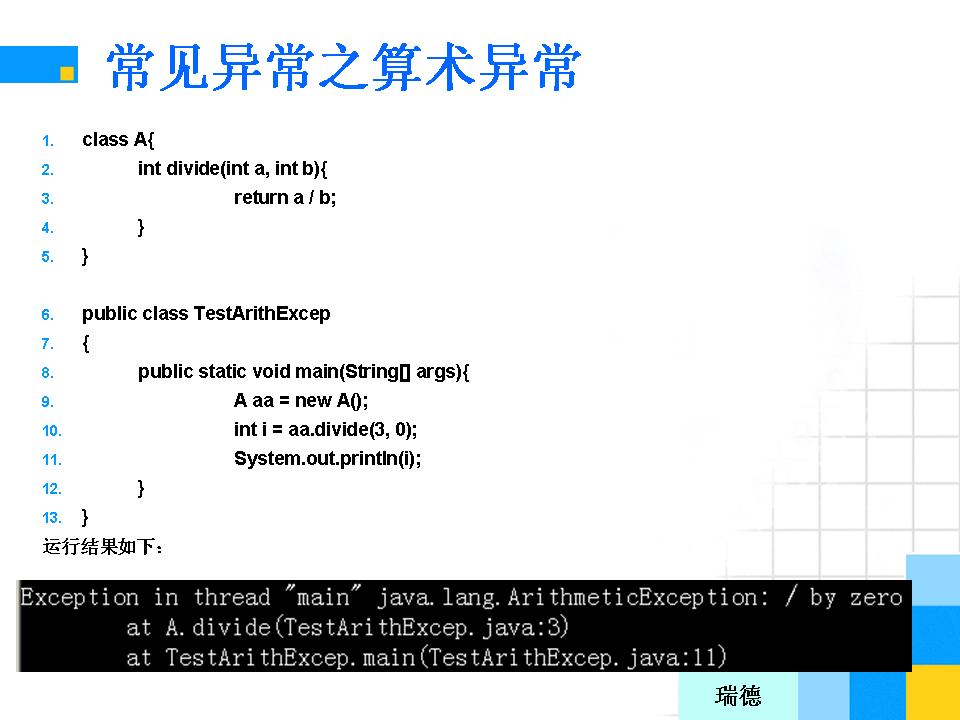 常见异常之算术异常
1. class A{
2. int divide(int a, int b){
3. return a / b;
4. }
5. }
6. public class TestArithExcep
7. {
8. public static void main(String[] args){
9. A aa = new A();
10. int i = aa.divide(3, 0);
11. System.out.println(i);
12. }
13. }
运行结果如下：
Exception in thread "main" java.lang.ArithmeticException: / by zero
at A.divide(TestArithExcep.java:3)
at TestArithExcep.main(TestArithExcep.java:11)
瑞德